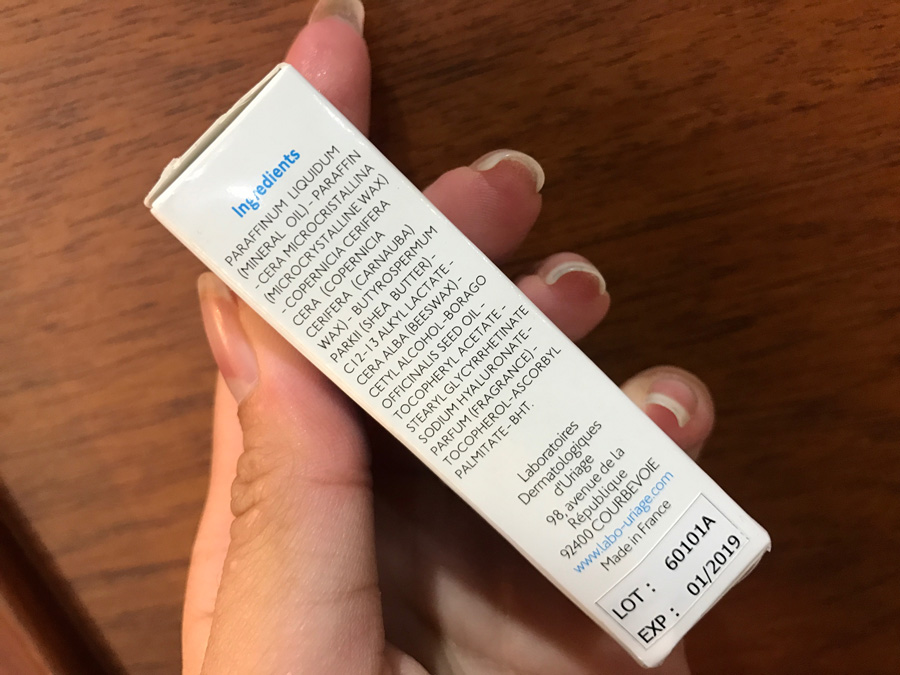 Ingredients
PARAFFINUM LIQUIDUM
(MINERAL OIL) - PARAFFIN
- CERA MICROCRISTALLINA
(MICROCRYSTALLINE WAX)
- COPERNICIA CERIFERA
CERA (COPERNICIA
CERIFERA (CARNAUBA)
WAX) - BUTYROSPERMUM
PARKII (SHEA BUTTER) -
C12-13 ALKYL LACTATE -
CERA ALBA (BEESWAX) -
CETYL ALCOHOL-BORAGO
OFFICINALIS SEED OIL -
TOCOPHERYL ACETATE -
STEARYL GLYCYRRHETINATE
SODIUM HYALURONATE -
PARFUM (FRAGRANCE) -
TOCOPHEROL-ASCORBYL
PALMITATE-BHT.
Laboratoires
Dermatologiques
d'Uriage
98, avenue de la
République
92400 COURBEVOIE
www.labo-uriage.com
Made in France
LOT : 60101A
EXP : 01/2019